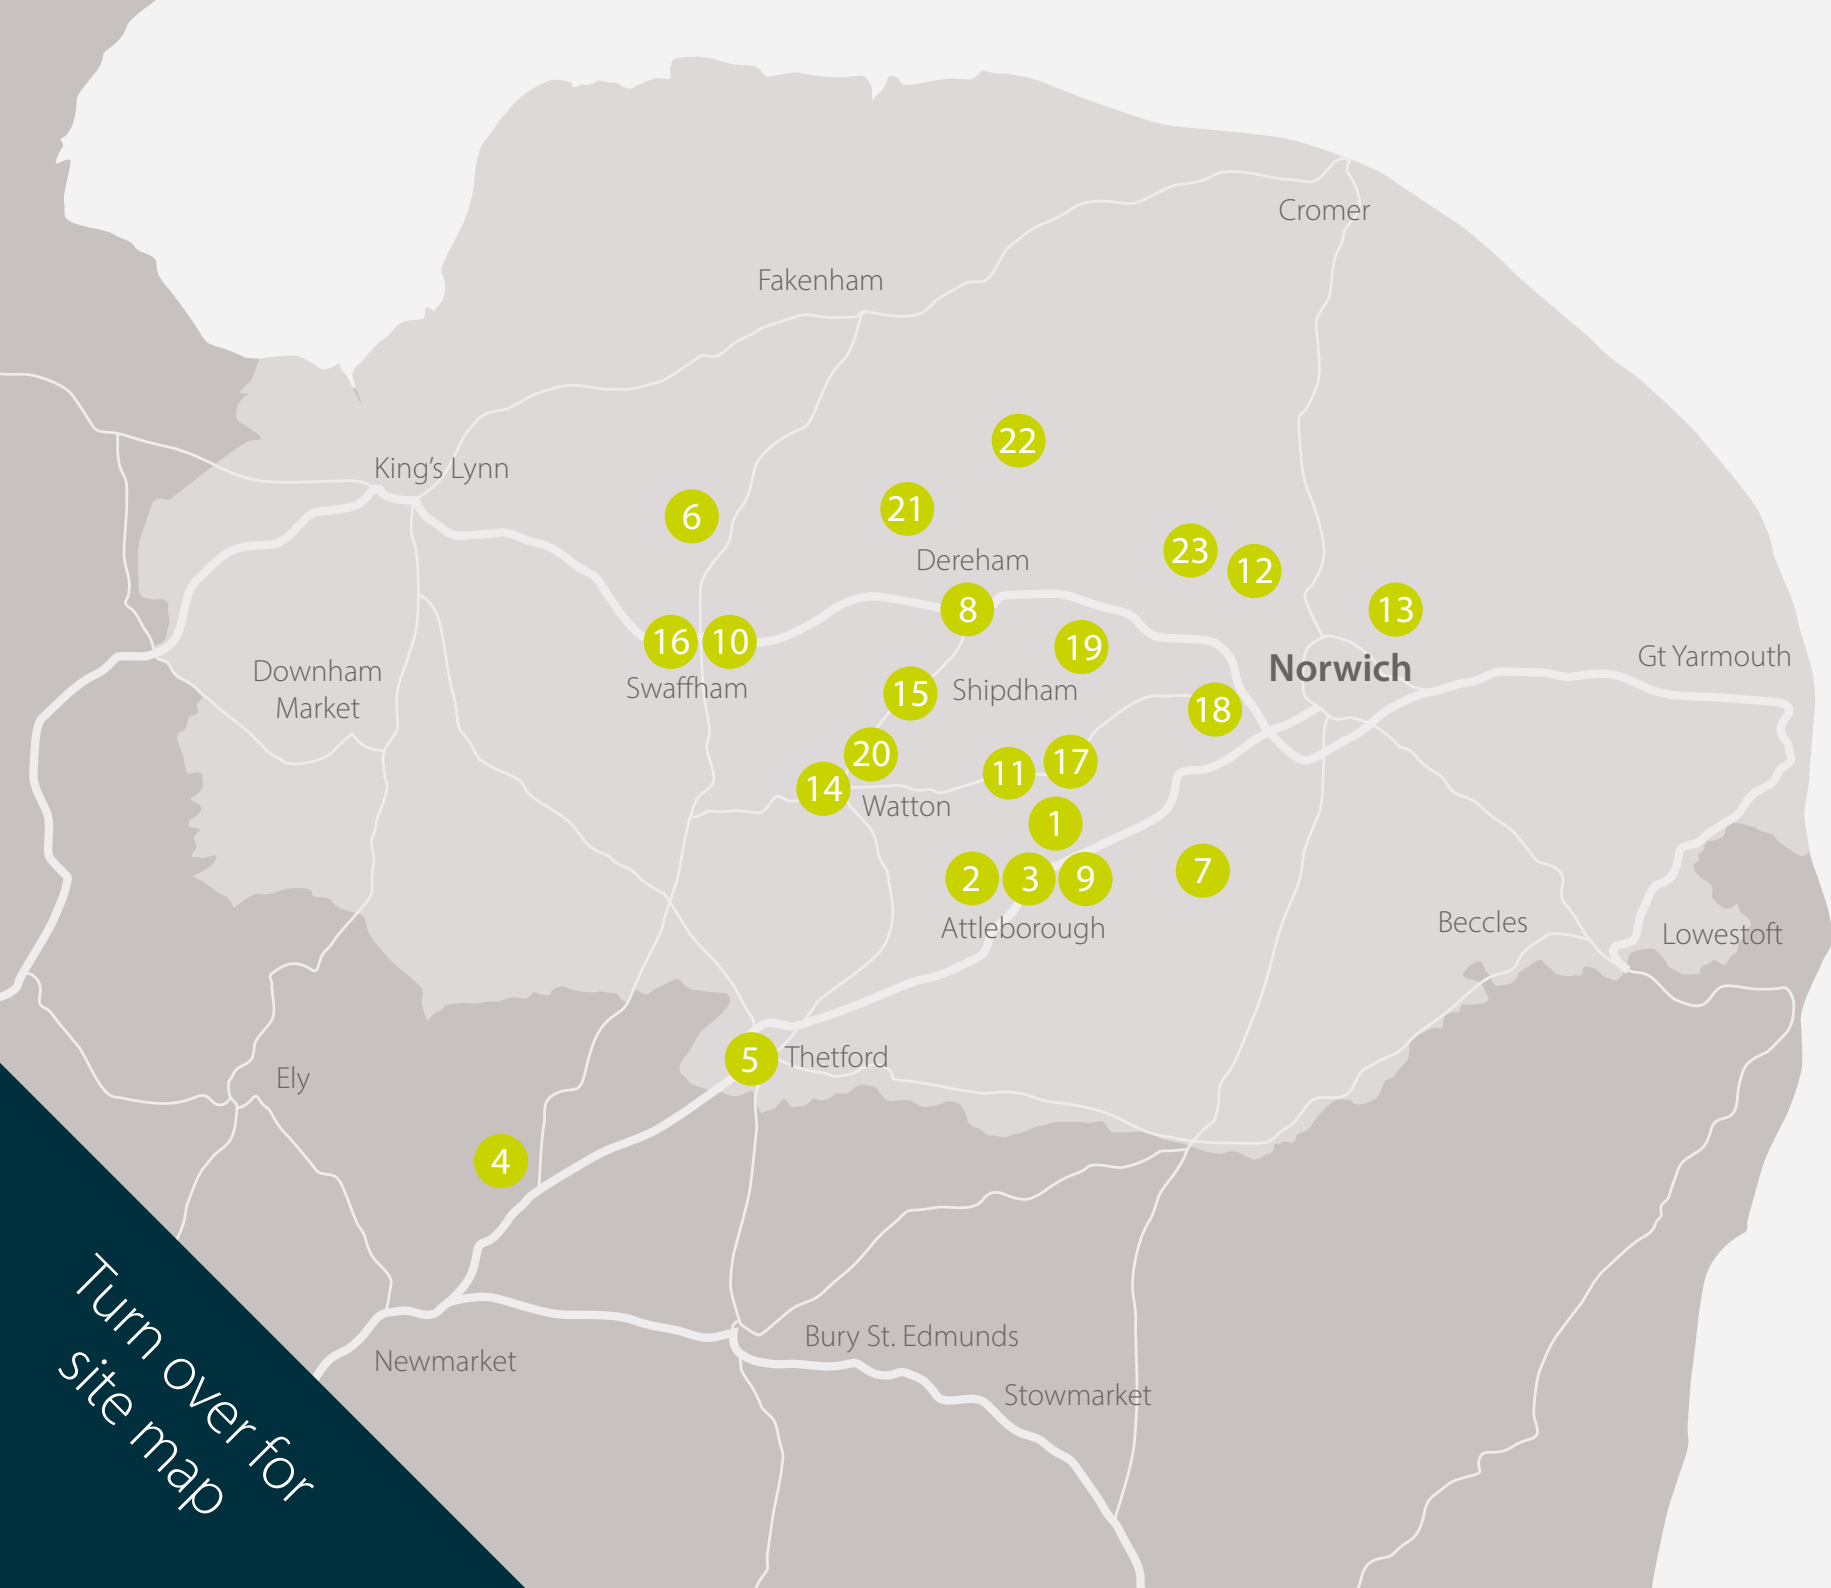 Cromer
Fakenham
22
King's Lynn
6
21
23
12
Dereham
8
13
16
10
19
Norwich
Gt Yarmouth
Downham
Market
Swaffham
15
Shipdham
18
20
11
17
14
Watton
1
2
3
9
7
Attleborough
Beccles
Lowestoft
5
Thetford
Ely
4
Bury St. Edmunds
Newmarket
Stowmarket
Turn over for
site map